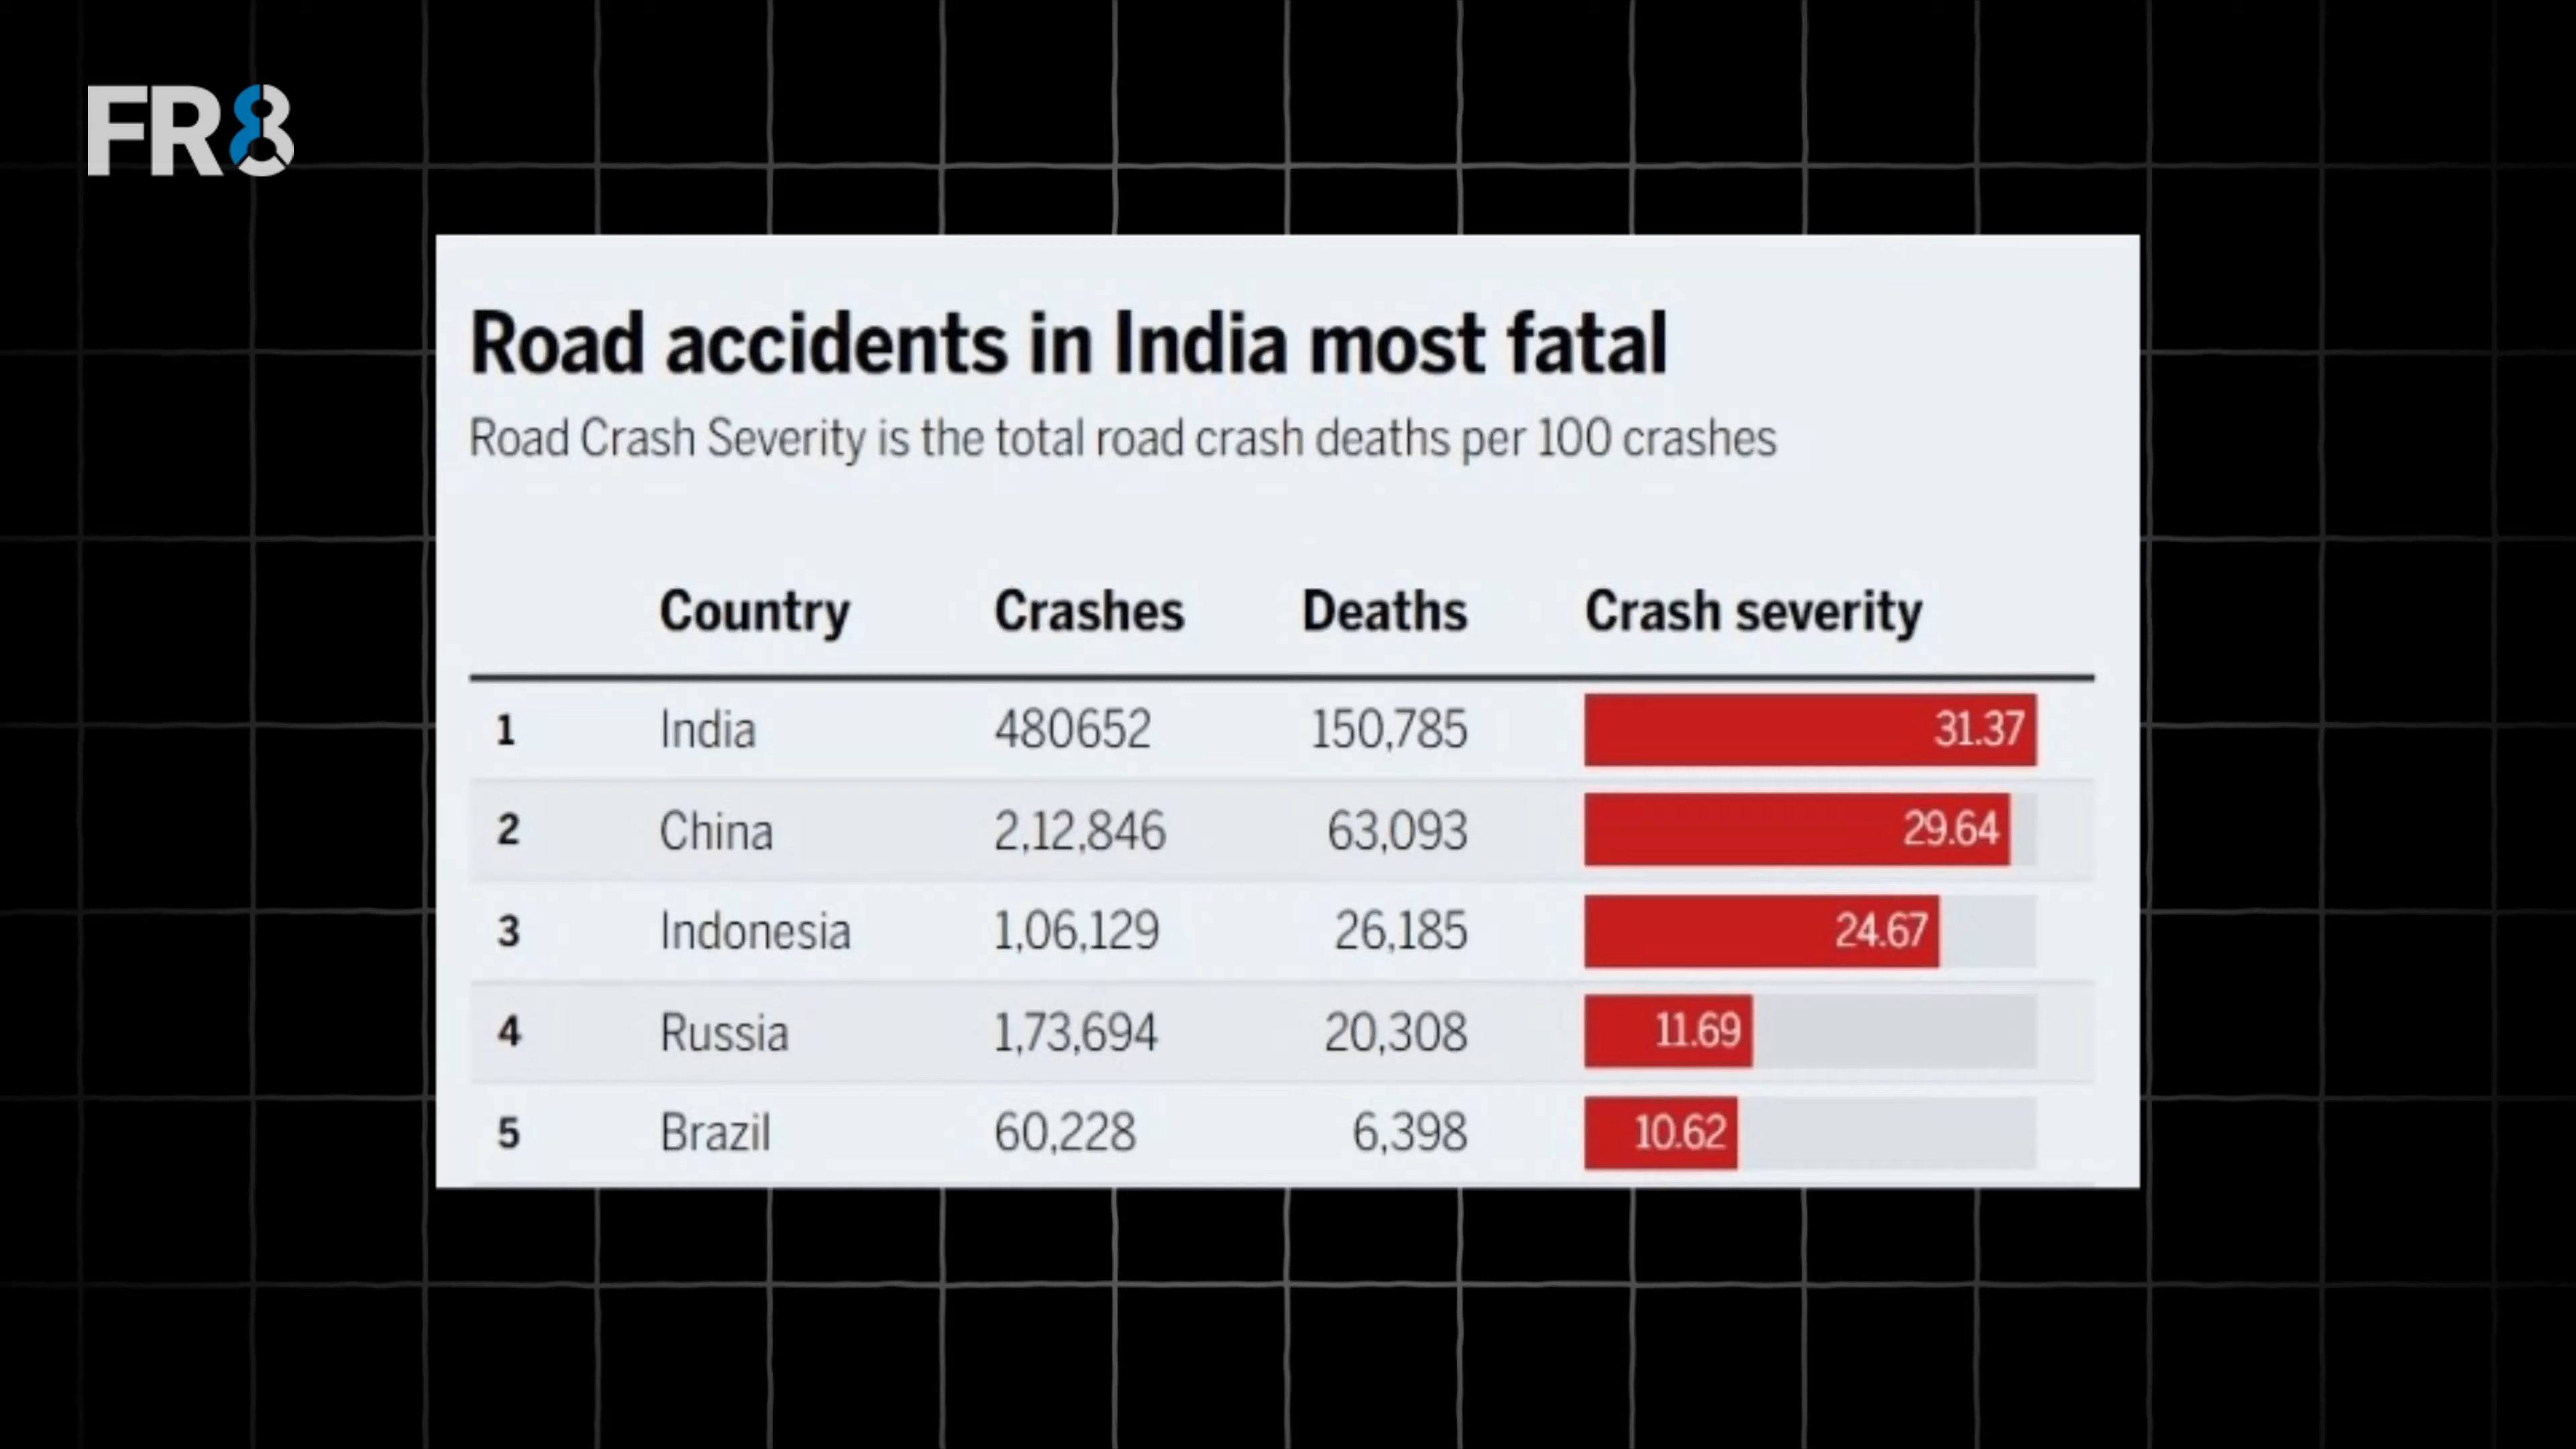 FR8
Road accidents in India most fatal
Road Crash Severity is the total road crash deaths per 100 crashes
Country Crashes Deaths Crash severity
1 India 480652 150,785 31.37
2 China 2,12,846 63,093 29.64
3 Indonesia 1,06,129 26,185 24.67
4 Russia 1,73,694 20,308 11.69
5 Brazil 60,228 6,398 10.62